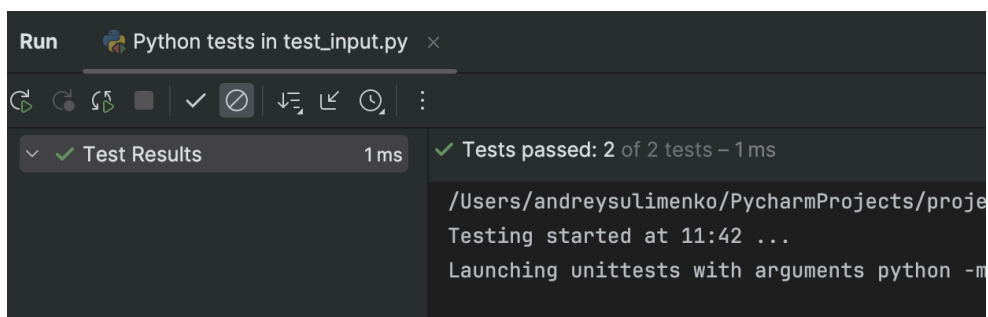 Run Python tests in test_input.py
Test Results 1 ms
Tests passed: 2 of 2 tests – 1 ms
/Users/andreysulimenko/PycharmProjects/proje
Testing started at 11:42 ...
Launching unittests with arguments python -m